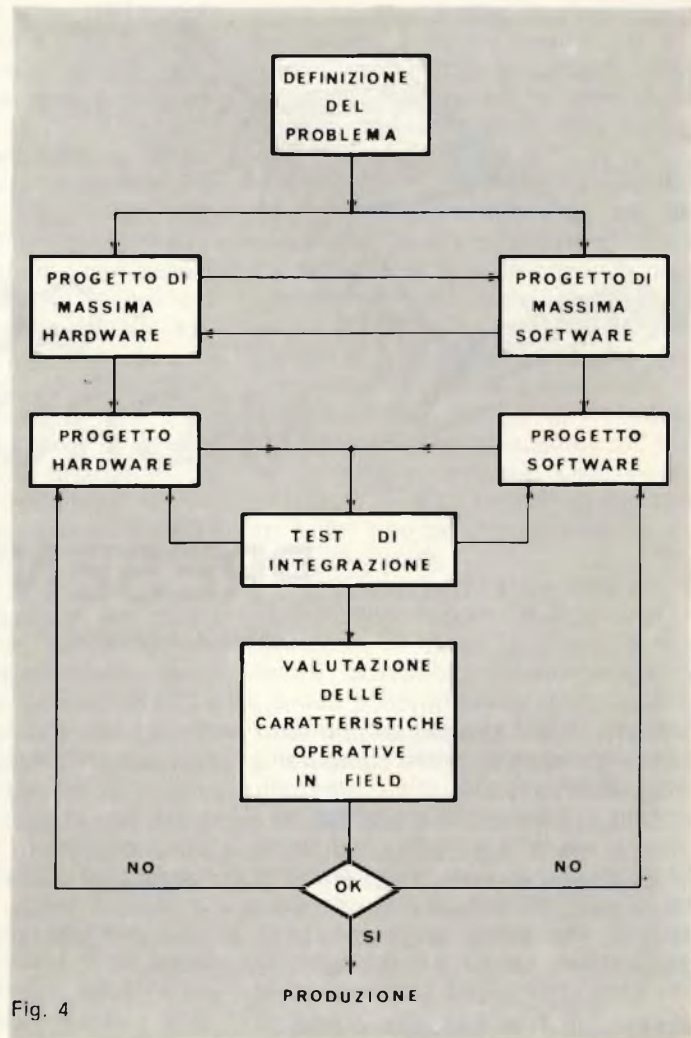 DEFINIZIONE
DEL
PROBLEMA
PROGETTO DI
MASSIMA
HARDWARE
PROGETTO DI
MASSIMA
SOFTWARE
PROGETTO
HARDWARE
PROGETTO
SOFTWARE
TEST DI
INTEGRAZIONE
VALUTAZIONE
DELLE
CARATTERISTICHE
OPERATIVE
IN FIELD
NO
OK
NO
SI
PRODUZIONE
Fig. 4